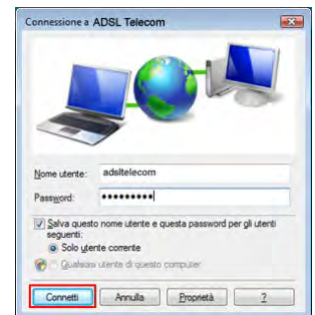 Connessione a ADSL Telecom
Nome utente: adsltelecom
Password: •••••••••
Salva questo nome utente e questa password per gli utenti
seguenti:
Solo utente corrente
Qualsiasi utente di questo computer
Connetti Annulla Proprietà ?